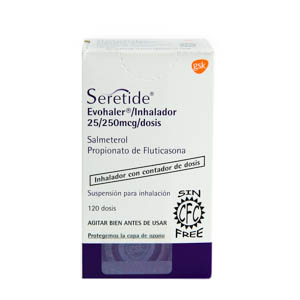 gsk
Seretide®
Evohaler®/Inhalador
25/250mcg/dosis
Salmeterol
Propionato de Fluticasona
Inhalador con contador de dosis
Suspensión para inhalación
120 dosis
SIN
CFC
FREE
AGITAR BIEN ANTES DE USAR
Protegemos la capa de ozono